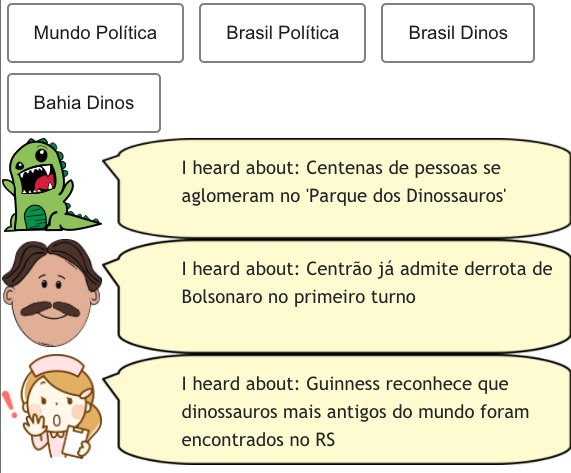 Mundo Política
Brasil Política
Brasil Dinos
Bahia Dinos
I heard about: Centenas de pessoas se
aglomeram no 'Parque dos Dinossauros'
I heard about: Centrão já admite derrota de
Bolsonaro no primeiro turno
I heard about: Guinness reconhece que
dinossauros mais antigos do mundo foram
encontrados no RS